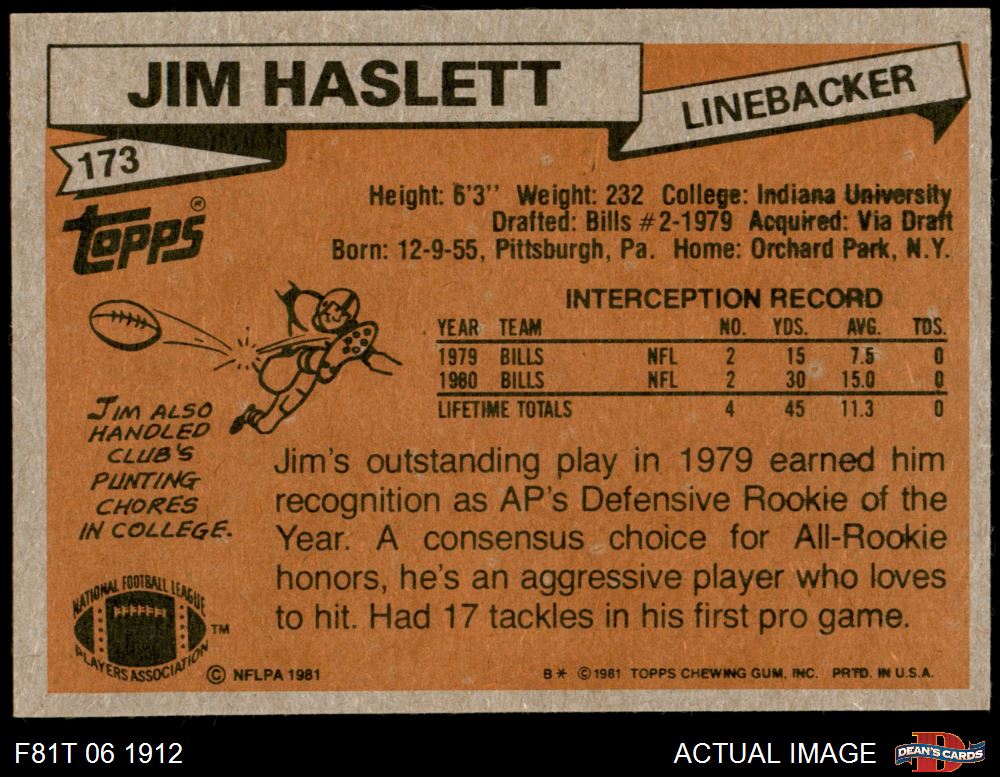 JIM HASLETT
LINEBACKER
173
Topps®
Height: 6'3'' Weight: 232 College: Indiana University
Drafted: Bills #2-1979 Acquired: Via Draft
Born: 12-9-55, Pittsburgh, Pa. Home: Orchard Park, N.Y.
INTERCEPTION RECORD
YEAR TEAM NO. YDS. AVG. TDS.
1979 BILLS NFL 2 15 7.5 0
1980 BILLS NFL 2 30 15.0 0
LIFETIME TOTALS 4 45 11.3 0
JIM ALSO
HANDLED
CLUB'S
PUNTING
CHORES
IN COLLEGE.
Jim's outstanding play in 1979 earned him
recognition as AP's Defensive Rookie of the
Year. A consensus choice for All-Rookie
honors, he's an aggressive player who loves
to hit. Had 17 tackles in his first pro game.
NATIONAL FOOTBALL LEAGUE
PLAYERS ASSOCIATION
TM
© NFLPA 1981
B* ©1981 TOPPS CHEWING GUM, INC. PRTD. IN U.S.A.
F81T 06 1912
ACTUAL IMAGE
D
DEAN'S CARDS